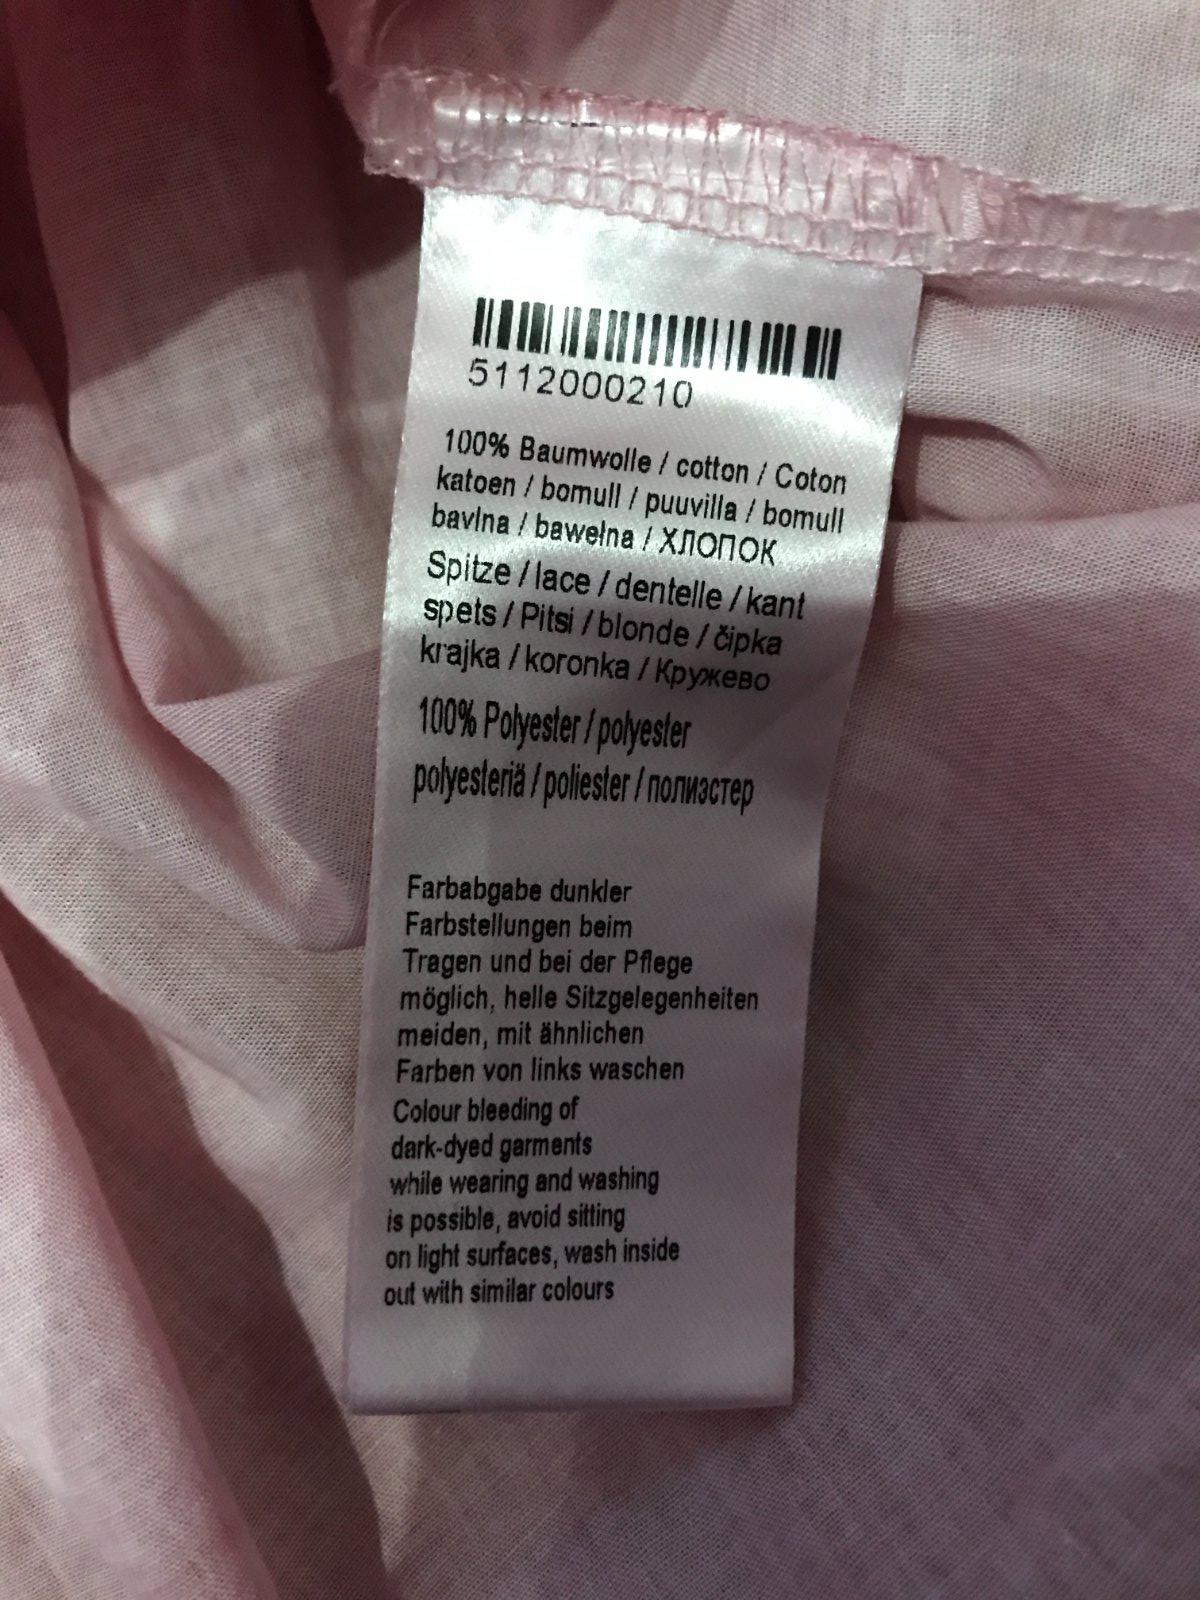 5112000210
100% Baumwolle / cotton / Coton
katoen / bomull / puuvilla / bomull
bavlna / bawełna / ХЛОПОК
Spitze / lace / dentelle / kant
spets / Pitsi / blonde / čipka
krajka / koronka / Кружево
100% Polyester / polyester
polyesteriä / poliester / полиэстер
Farbabgabe dunkler
Farbstellungen beim
Tragen und bei der Pflege
möglich, helle Sitzgelegenheiten
meiden, mit ähnlichen
Farben von links waschen
Colour bleeding of
dark-dyed garments
while wearing and washing
is possible, avoid sitting
on light surfaces, wash inside
out with similar colours